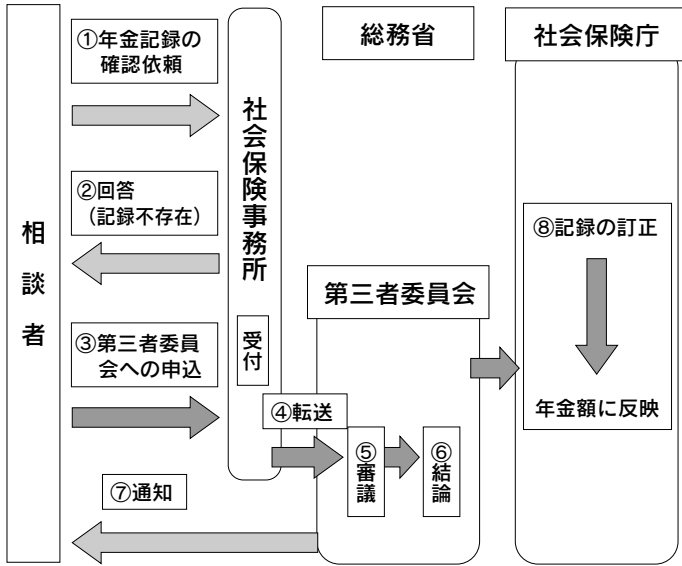 ①年金記録の
確認依頼
総務省
社会保険庁
社会保険事務所
②回答
（記録不存在）
相談者
⑧記録の訂正
第三者委員会
受付
③第三者委員
会への申込
④転送
年金額に反映
⑤審議
⑥結論
⑦通知